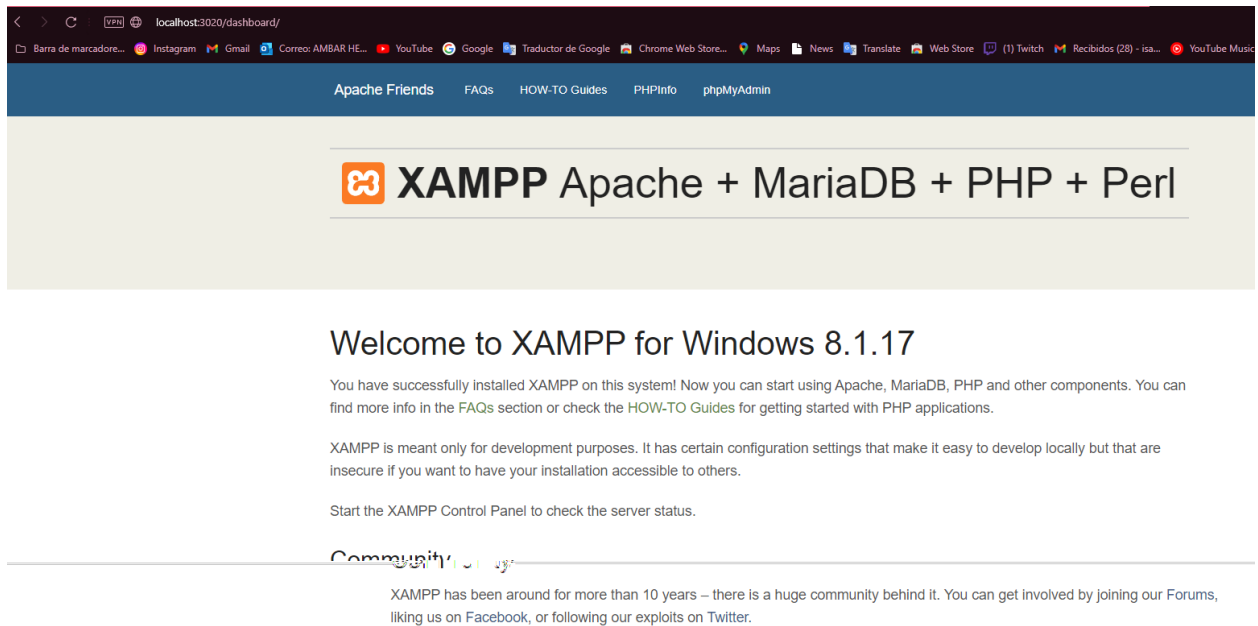 VPN localhost:3020/dashboard/
Barra de marcadore... Instagram Gmail Correo: AMBAR HE... YouTube Google Traductor de Google Chrome Web Store... Maps News Translate Web Store (1) Twitch Recibidos (28) - isa... YouTube Music
Apache Friends FAQs HOW-TO Guides PHPInfo phpMyAdmin
XAMPP Apache + MariaDB + PHP + Perl
Welcome to XAMPP for Windows 8.1.17
You have successfully installed XAMPP on this system! Now you can start using Apache, MariaDB, PHP and other components. You can
find more info in the FAQs section or check the HOW-TO Guides for getting started with PHP applications.
XAMPP is meant only for development purposes. It has certain configuration settings that make it easy to develop locally but that are
insecure if you want to have your installation accessible to others.
Start the XAMPP Control Panel to check the server status.
Community
XAMPP has been around for more than 10 years – there is a huge community behind it. You can get involved by joining our Forums,
liking us on Facebook, or following our exploits on Twitter.